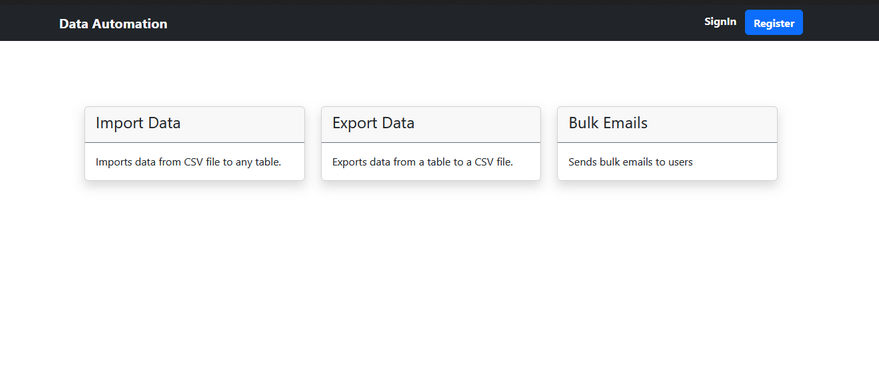 Data Automation
SignIn
Register
Import Data
Imports data from CSV file to any table.
Export Data
Exports data from a table to a CSV file.
Bulk Emails
Sends bulk emails to users